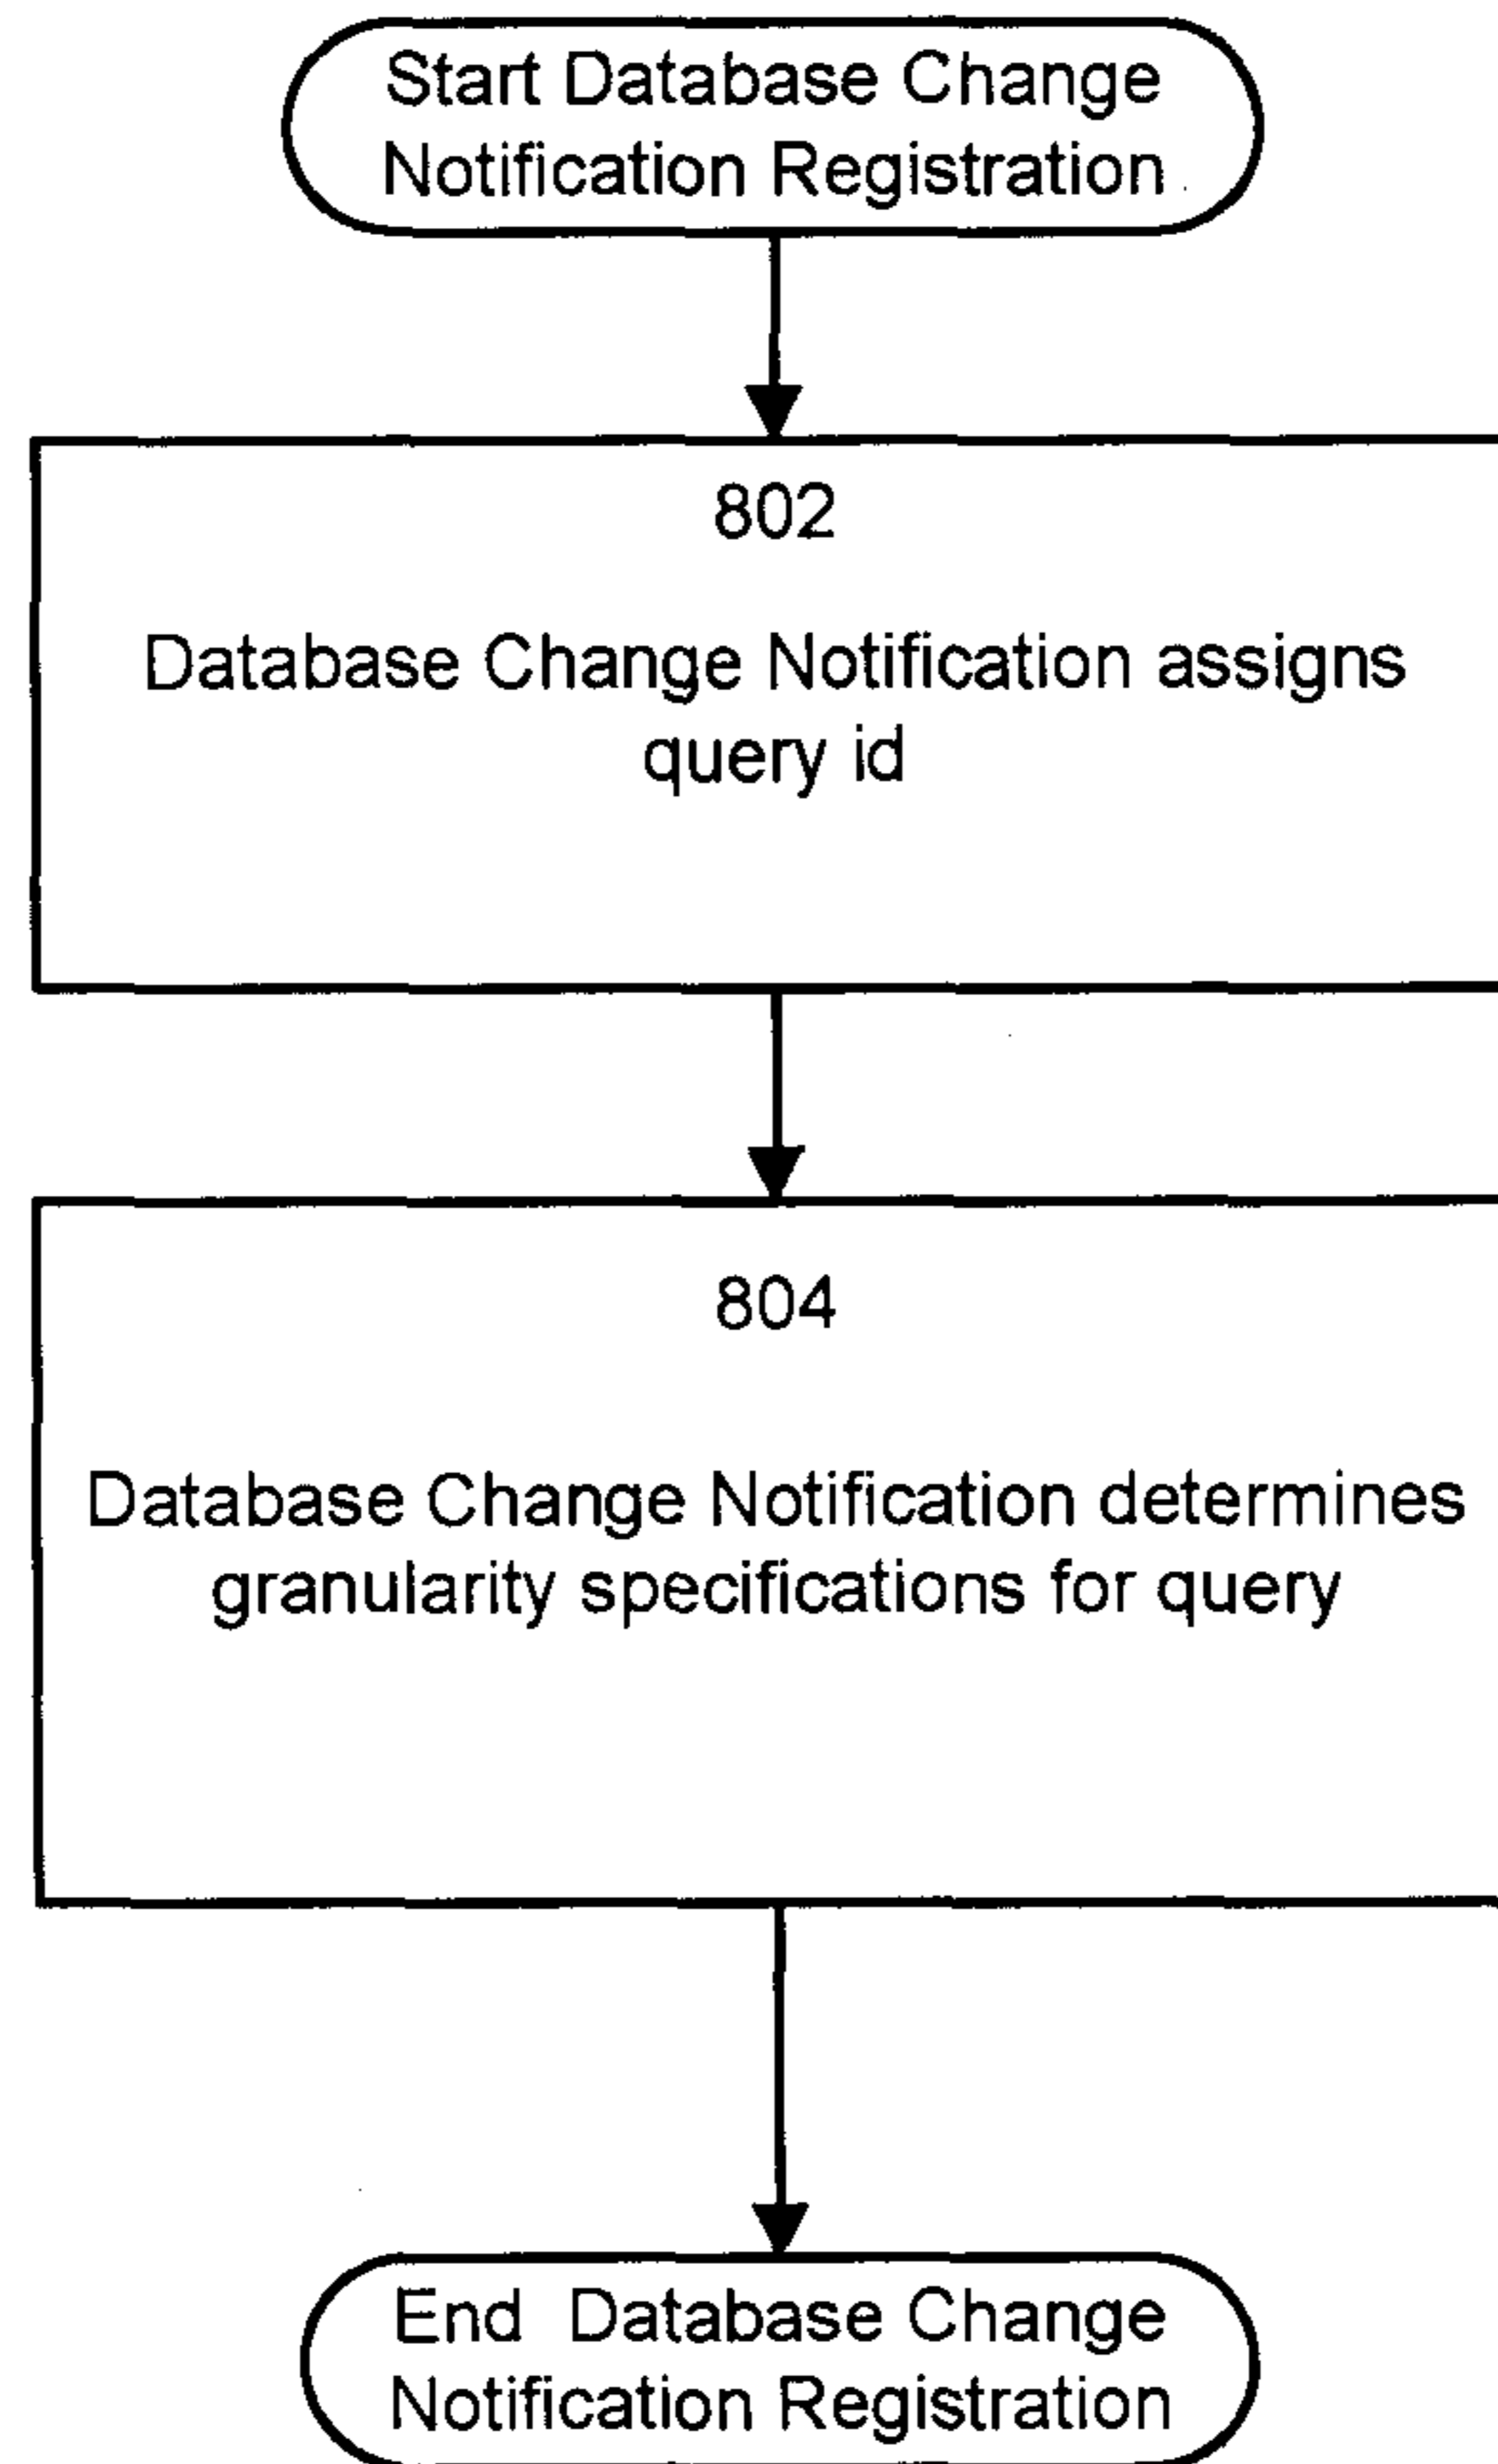 Start Database Change
Notification Registration
802
Database Change Notification assigns
query id
804
Database Change Notification determines
granularity specifications for query
End Database Change
Notification Registration